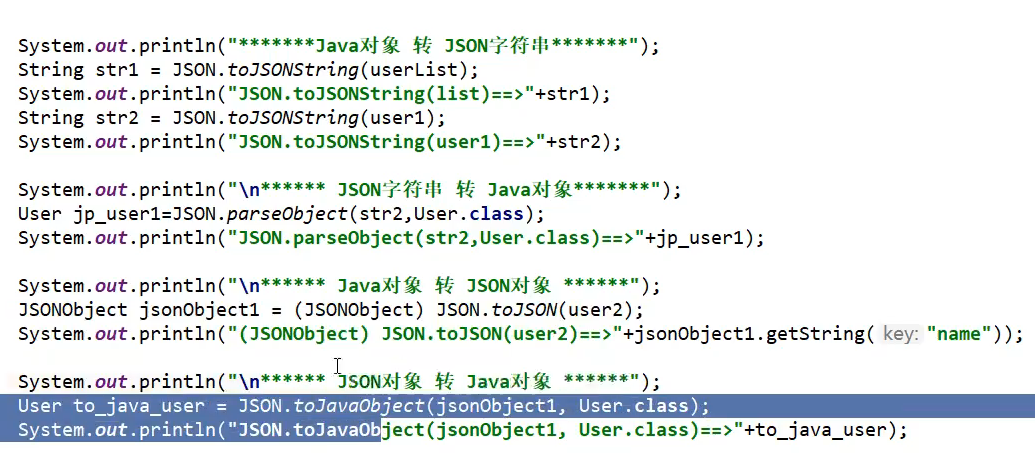 System.out.println("*******Java对象 转 JSON字符串*******");
String str1 = JSON.toJSONString(userList);
System.out.println("JSON.toJSONString(list)==>"+str1);
String str2 = JSON.toJSONString(user1);
System.out.println("JSON.toJSONString(user1)==>"+str2);
System.out.println("\n****** JSON字符串 转 Java对象*******");
User jp_user1=JSON.parseObject(str2,User.class);
System.out.println("JSON.parseObject(str2,User.class)==>"+jp_user1);
System.out.println("\n****** Java对象 转 JSON对象 ******");
JSONObject jsonObject1 = (JSONObject) JSON.toJSON(user2);
System.out.println("(JSONObject) JSON.toJSON(user2)==>"+jsonObject1.getString( key: "name"));
System.out.println("\n****** JSON对象 转 Java对象 ******");
User to_java_user = JSON.toJavaObject(jsonObject1, User.class);
System.out.println("JSON.toJavaObject(jsonObject1, User.class)==>"+to_java_user);